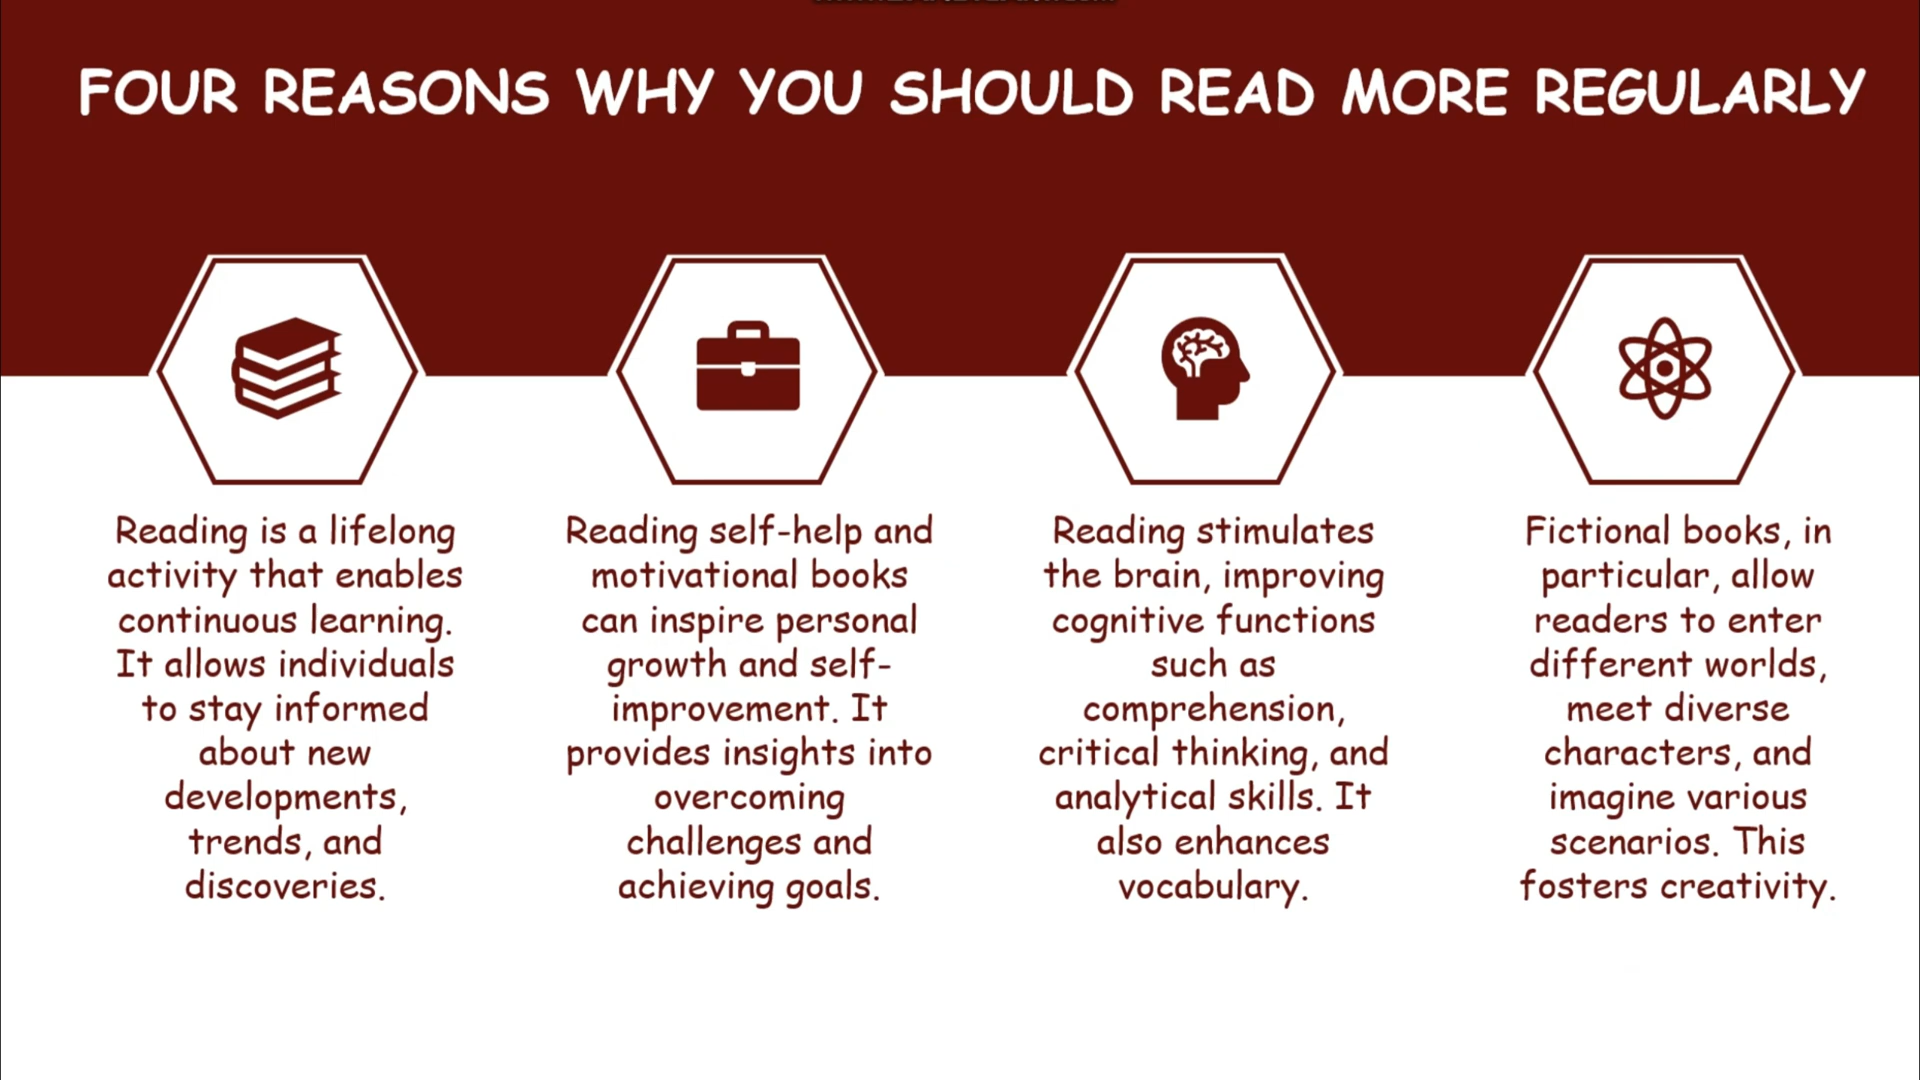 FOUR REASONS WHY YOU SHOULD READ MORE REGULARLY
Reading is a lifelong
activity that enables
continuous learning.
It allows individuals
to stay informed
about new
developments,
trends, and
discoveries.
Reading self-help and
motivational books
can inspire personal
growth and self-
improvement. It
provides insights into
overcoming
challenges and
achieving goals.
Reading stimulates
the brain, improving
cognitive functions
such as
comprehension,
critical thinking, and
analytical skills. It
also enhances
vocabulary.
Fictional books, in
particular, allow
readers to enter
different worlds,
meet diverse
characters, and
imagine various
scenarios. This
fosters creativity.